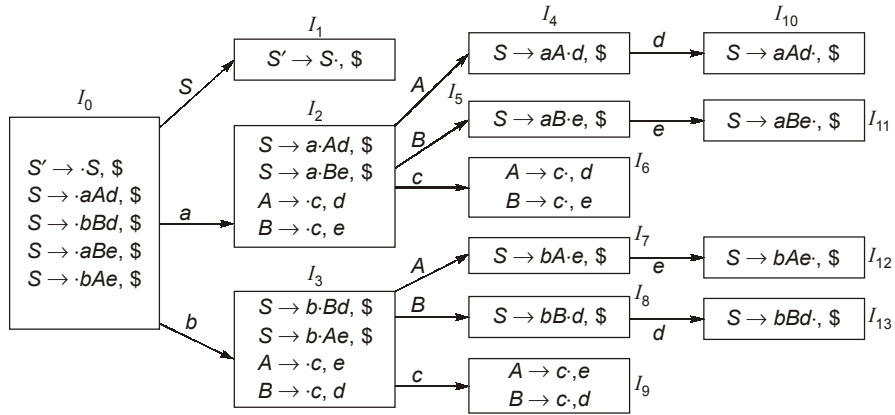 I0
S′ → ·S, $
S → ·aAd, $
S → ·bBd, $
S → ·aBe, $
S → ·bAe, $
S
a
b
I1
S′ → S·, $
I2
S → a·Ad, $
S → a·Be, $
A → ·c, d
B → ·c, e
A
B
c
I3
S → b·Bd, $
S → b·Ae, $
A → ·c, e
B → ·c, d
A
B
c
I4
S → aA·d, $
d
I10
S → aAd·, $
I5
S → aB·e, $
e
S → aBe·, $
I11
A → c·, d
B → c·, e
I6
I7
S → bA·e, $
e
S → bAe·, $
I12
I8
S → bB·d, $
d
S → bBd·, $
I13
A → c·,e
B → c·,d
I9